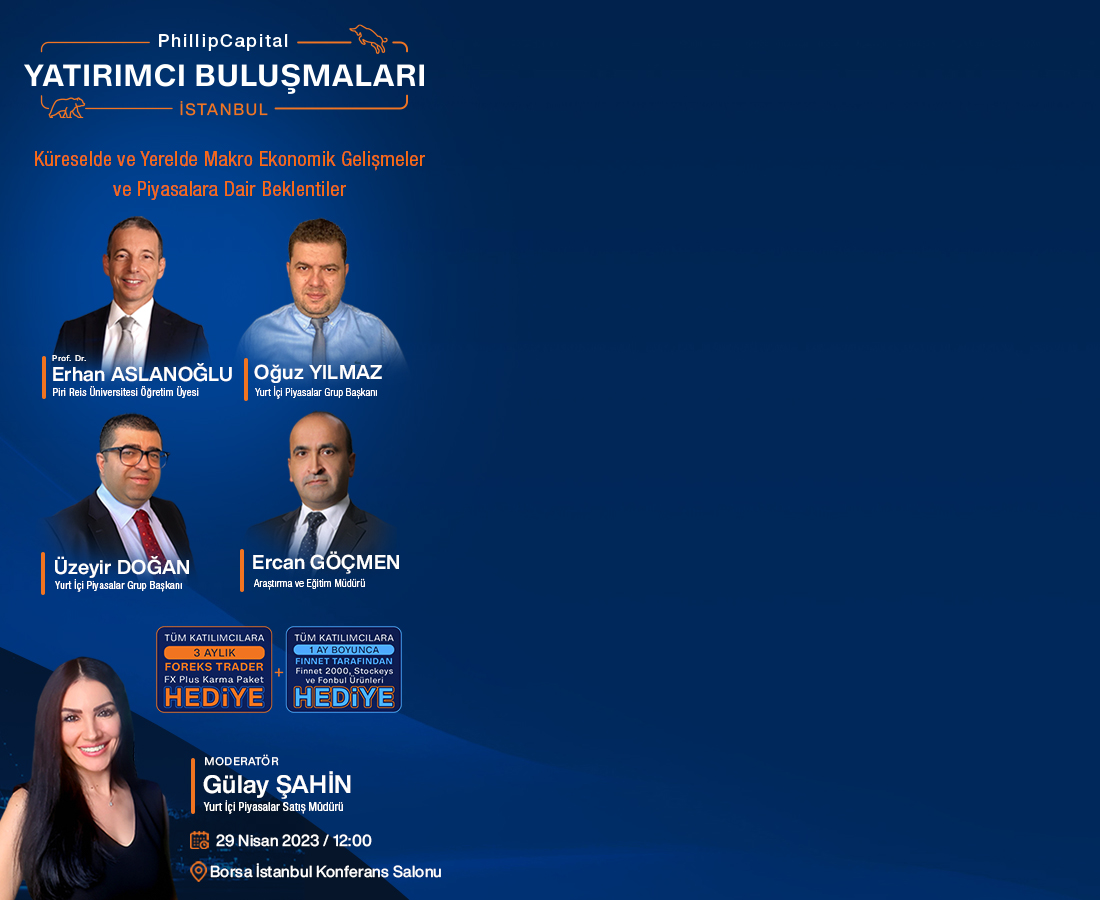 PhillipCapital
YATIRIMCI BULUŞMALARI
İSTANBUL
Küreselde ve Yerelde Makro Ekonomik Gelişmeler
ve Piyasalara Dair Beklentiler
Prof. Dr.
Erhan ASLANOĞLU
Piri Reis Üniversitesi Öğretim Üyesi
Oğuz YILMAZ
Yurt İçi Piyasalar Grup Başkanı
Üzeyir DOĞAN
Yurt İçi Piyasalar Grup Başkanı
Ercan GÖÇMEN
Araştırma ve Eğitim Müdürü
TÜM KATILIMCILARA
3 AYLIK
FOREKS TRADER
FX Plus Karma Paket
HEDİYE
+
TÜM KATILIMCILARA
1 AY BOYUNCA
FINNET TARAFINDAN
Finnet 2000, Stockeys
ve Fonbul Ürünleri
HEDİYE
MODERATÖR
Gülay ŞAHİN
Yurt İçi Piyasalar Satış Müdürü
29 Nisan 2023 / 12:00
Borsa İstanbul Konferans Salonu